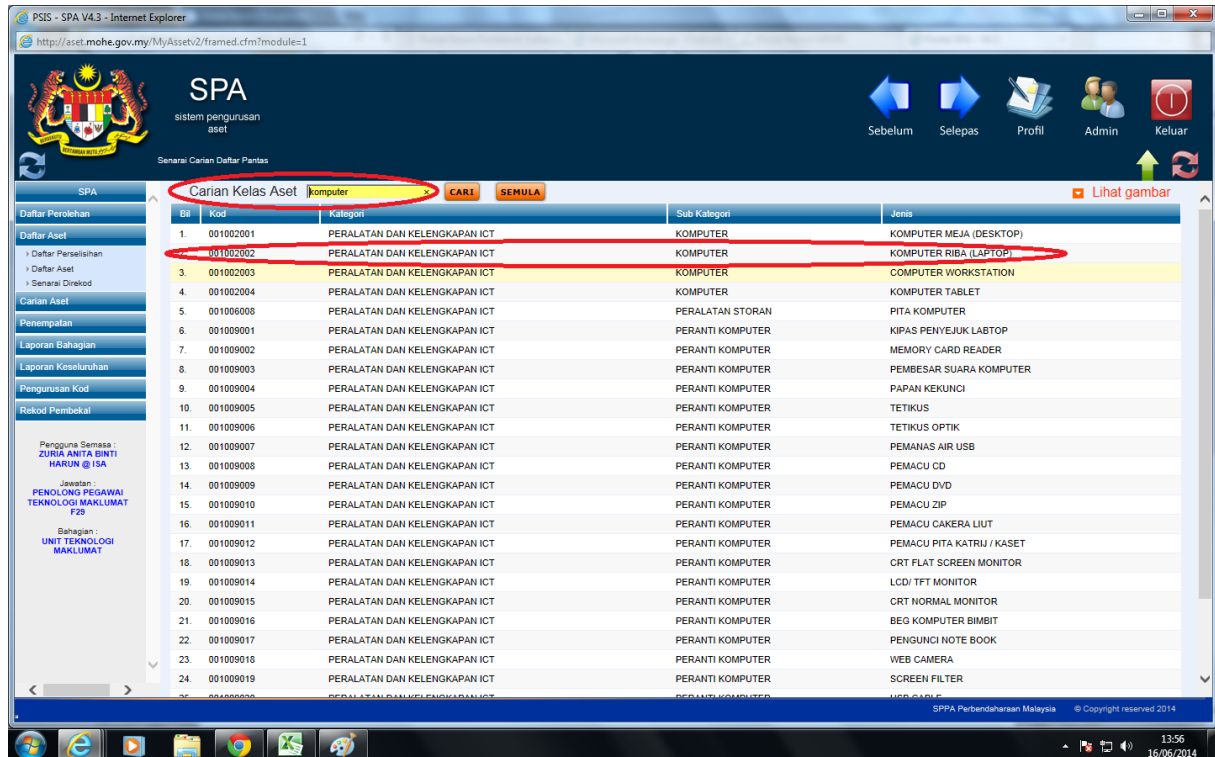 PSIS - SPA V4.3 - Internet Explorer
http://aset.mohe.gov.my/MyAssetv2/framed.cfm?module=1
SPA
sistem pengurusan
aset
Sebelum Selepas Profil Admin Keluar
Senarai Carian Daftar Pantas
SPA
Daftar Perolehan
Daftar Aset
› Daftar Perselisihan
› Daftar Aset
› Senarai Direkod
Carian Aset
Penempatan
Laporan Bahagian
Laporan Keseluruhan
Pengurusan Kod
Rekod Pembekal
Pengguna Semasa :
ZURIA ANITA BINTI
HARUN @ ISA
Jawatan :
PENOLONG PEGAWAI
TEKNOLOGI MAKLUMAT
F29
Bahagian :
UNIT TEKNOLOGI
MAKLUMAT
Carian Kelas Aset komputer × CARI SEMULA Lihat gambar
Bil Kod Kategori Sub Kategori Jenis
1. 001002001 PERALATAN DAN KELENGKAPAN ICT KOMPUTER KOMPUTER MEJA (DESKTOP)
001002002 PERALATAN DAN KELENGKAPAN ICT KOMPUTER KOMPUTER RIBA (LAPTOP)
3. 001002003 PERALATAN DAN KELENGKAPAN ICT KOMPUTER COMPUTER WORKSTATION
4. 001002004 PERALATAN DAN KELENGKAPAN ICT KOMPUTER KOMPUTER TABLET
5. 001006008 PERALATAN DAN KELENGKAPAN ICT PERALATAN STORAN PITA KOMPUTER
6. 001009001 PERALATAN DAN KELENGKAPAN ICT PERANTI KOMPUTER KIPAS PENYEJUK LABTOP
7. 001009002 PERALATAN DAN KELENGKAPAN ICT PERANTI KOMPUTER MEMORY CARD READER
8. 001009003 PERALATAN DAN KELENGKAPAN ICT PERANTI KOMPUTER PEMBESAR SUARA KOMPUTER
9. 001009004 PERALATAN DAN KELENGKAPAN ICT PERANTI KOMPUTER PAPAN KEKUNCI
10. 001009005 PERALATAN DAN KELENGKAPAN ICT PERANTI KOMPUTER TETIKUS
11. 001009006 PERALATAN DAN KELENGKAPAN ICT PERANTI KOMPUTER TETIKUS OPTIK
12. 001009007 PERALATAN DAN KELENGKAPAN ICT PERANTI KOMPUTER PEMANAS AIR USB
13. 001009008 PERALATAN DAN KELENGKAPAN ICT PERANTI KOMPUTER PEMACU CD
14. 001009009 PERALATAN DAN KELENGKAPAN ICT PERANTI KOMPUTER PEMACU DVD
15. 001009010 PERALATAN DAN KELENGKAPAN ICT PERANTI KOMPUTER PEMACU ZIP
16. 001009011 PERALATAN DAN KELENGKAPAN ICT PERANTI KOMPUTER PEMACU CAKERA LIUT
17. 001009012 PERALATAN DAN KELENGKAPAN ICT PERANTI KOMPUTER PEMACU PITA KATRIJ / KASET
18. 001009013 PERALATAN DAN KELENGKAPAN ICT PERANTI KOMPUTER CRT FLAT SCREEN MONITOR
19. 001009014 PERALATAN DAN KELENGKAPAN ICT PERANTI KOMPUTER LCD/ TFT MONITOR
20. 001009015 PERALATAN DAN KELENGKAPAN ICT PERANTI KOMPUTER CRT NORMAL MONITOR
21. 001009016 PERALATAN DAN KELENGKAPAN ICT PERANTI KOMPUTER BEG KOMPUTER BIMBIT
22. 001009017 PERALATAN DAN KELENGKAPAN ICT PERANTI KOMPUTER PENGUNCI NOTE BOOK
23. 001009018 PERALATAN DAN KELENGKAPAN ICT PERANTI KOMPUTER WEB CAMERA
24. 001009019 PERALATAN DAN KELENGKAPAN ICT PERANTI KOMPUTER SCREEN FILTER
SPPA Perbendaharaan Malaysia © Copyright reserved 2014
13:56
16/06/2014